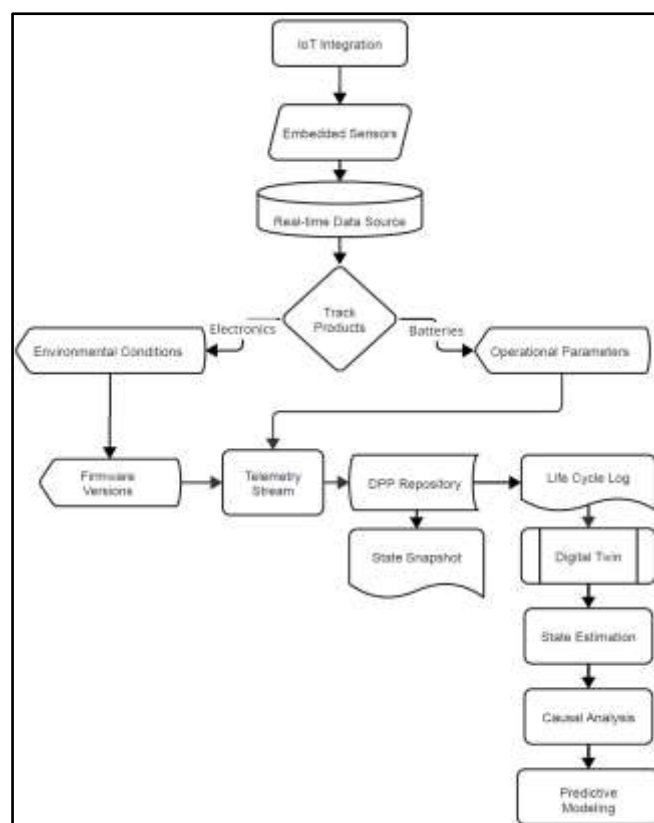 IoT Integration
Embedded Sensors
Real-time Data Source
Track
Products
Electronics
Batteries
Environmental Conditions
Operational Parameters
Firmware
Versions
Telemetry
Stream
DPP Repository
Life Cycle Log
State Snapshot
Digital Twin
State Estimation
Causal Analysis
Predictive
Modeling